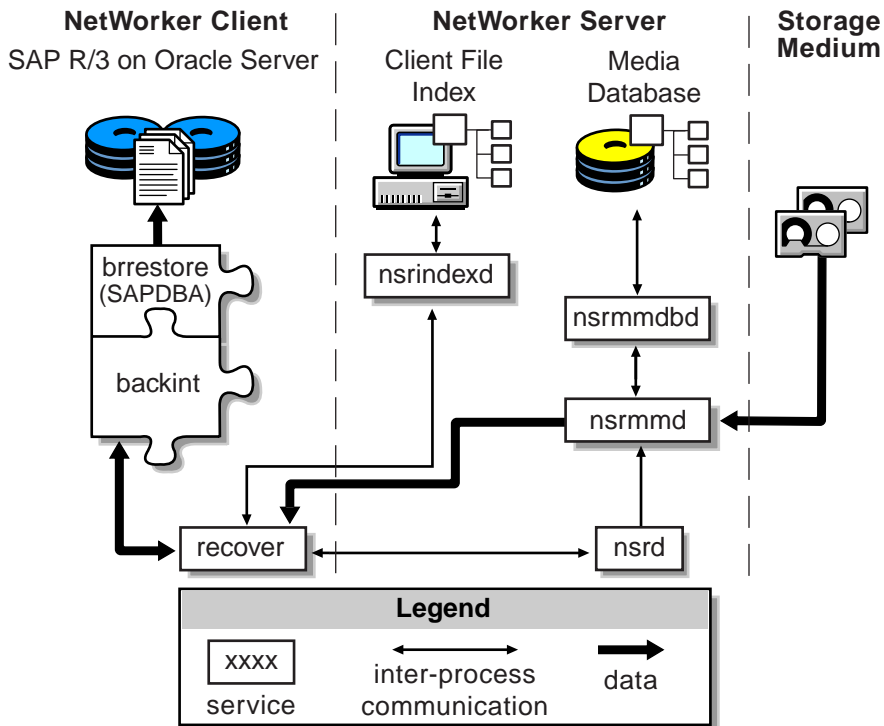 NetWorker Client
SAP R/3 on Oracle Server
NetWorker Server
Client File
Index
Media
Database
Storage
Medium
brrestore
(SAPDBA)
backint
nsrindexd
nsrmmdbd
nsrmmd
recover
nsrd
Legend
xxxx
service
inter-process
communication
data